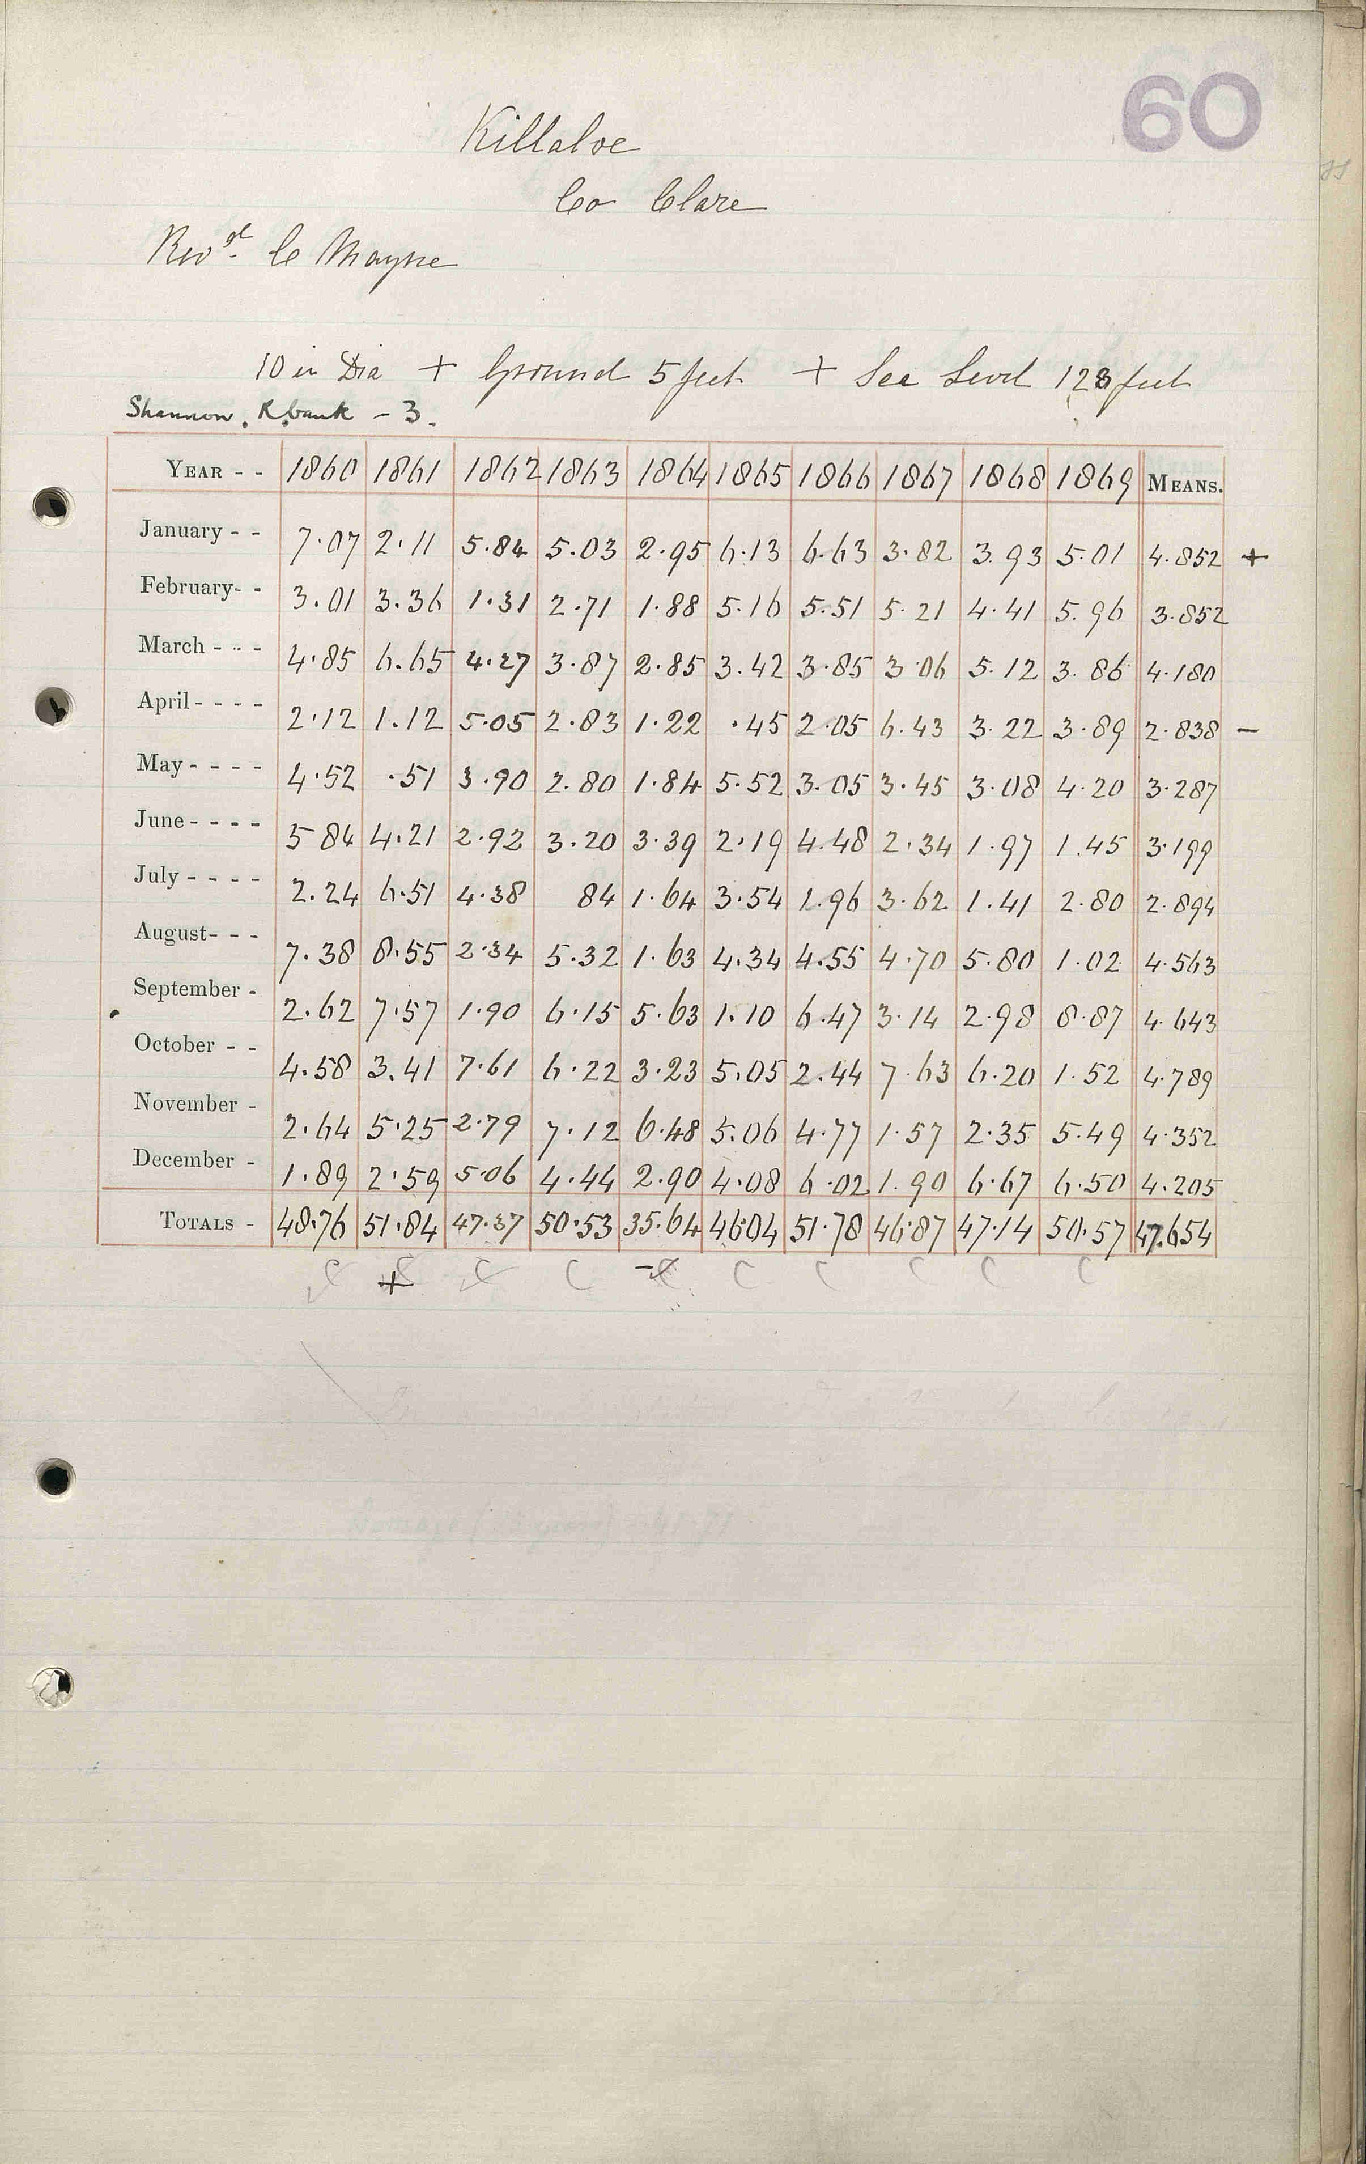 60
Killaloe
Co Clare
Revd. C Mayne
10 in Dia + Ground 5 feet + Sea Level 128 feet
Shannon, R. bank - 3.
YEAR - - 1860 1861 1862 1863 1864 1865 1866 1867 1868 1869 MEANS.
January - - 7.07 2.11 5.84 5.03 2.95 6.13 6.63 3.82 3.93 5.01 4.852 +
February- - 3.01 3.36 1.31 2.71 1.88 5.16 5.51 5.21 4.41 5.96 3.852
March - - - 4.85 6.65 4.27 3.87 2.85 3.42 3.85 3.06 5.12 3.86 4.180
April - - - - 2.12 1.12 5.05 2.83 1.22 .45 2.05 6.43 3.22 3.89 2.838 -
May - - - - 4.52 .51 3.90 2.80 1.84 5.52 3.05 3.45 3.08 4.20 3.287
June - - - - 5 84 4.21 2.92 3.20 3.39 2.19 4.48 2.34 1.97 1.45 3.199
July - - - - 2.24 6.51 4.38 84 1.64 3.54 1.96 3.62 1.41 2.80 2.894
August- - - 7.38 8.55 2.34 5.32 1.63 4.34 4.55 4.70 5.80 1.02 4.563
September - 2.62 7.57 1.90 6.15 5.63 1.10 6.47 3.14 2.98 8.87 4.643
October - - 4.58 3.41 7.61 6.22 3.23 5.05 2.44 7.63 6.20 1.52 4.789
November - 2.64 5.25 2.79 7.12 6.48 5.06 4.77 1.57 2.35 5.49 4.352
December - 1.89 2.59 5.06 4.44 2.90 4.08 6.02 1.90 6.67 6.50 4.205
TOTALS - 48.76 51.84 47.37 50.53 35.64 46.04 51.78 46.87 47.14 50.57 47.654
+ - C C C C C C